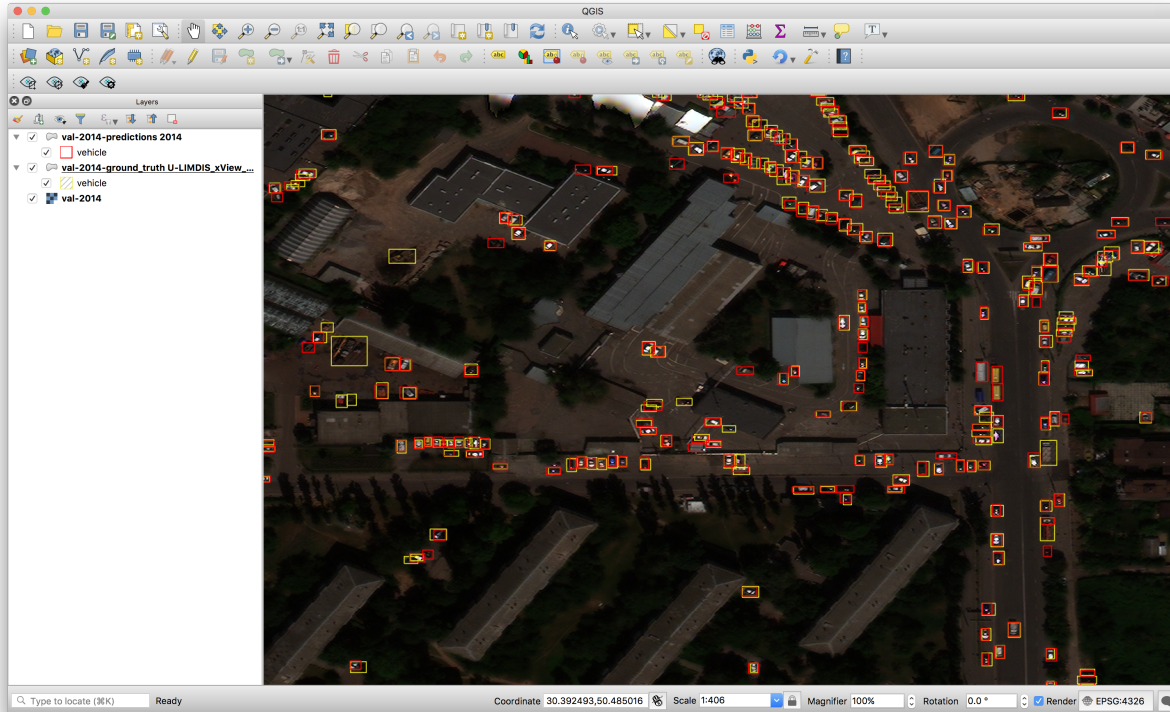 QGIS
abc
Layers
val-2014-predictions 2014
vehicle
val-2014-ground_truth U-LIMDIS_xView_...
vehicle
val-2014
Type to locate (⌘K)
Ready
Coordinate 30.392493,50.485016
Scale 1:406
Magnifier 100%
Rotation 0.0 °
Render
EPSG:4326